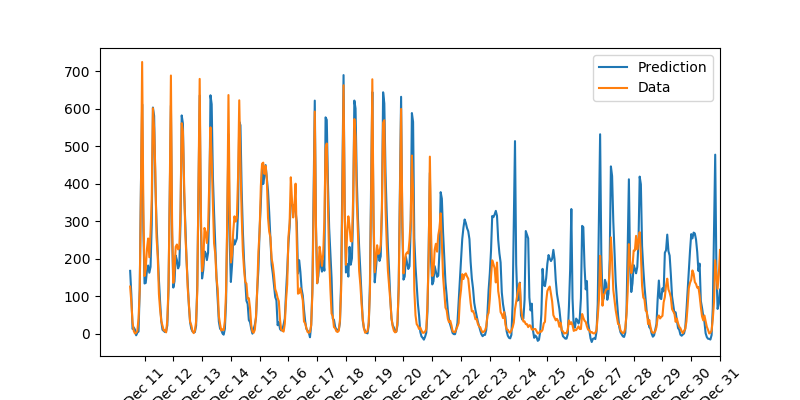 Prediction
Data
700
600
500
400
300
200
100
0
Dec 11
Dec 12
Dec 13
Dec 14
Dec 15
Dec 16
Dec 17
Dec 18
Dec 19
Dec 20
Dec 21
Dec 22
Dec 23
Dec 24
Dec 25
Dec 26
Dec 27
Dec 28
Dec 29
Dec 30
Dec 31